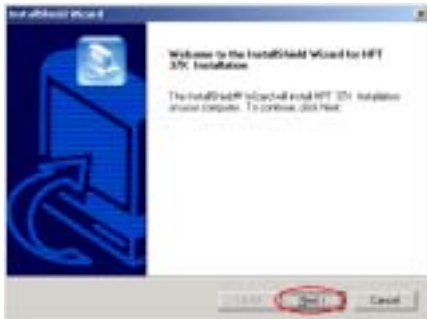 InstallShield Wizard
Welcome to the InstallShield Wizard for HPT
37X Installation
The InstallShield® Wizard will install HPT 37X Installation
on your computer. To continue, click Next.
Next >
Cancel